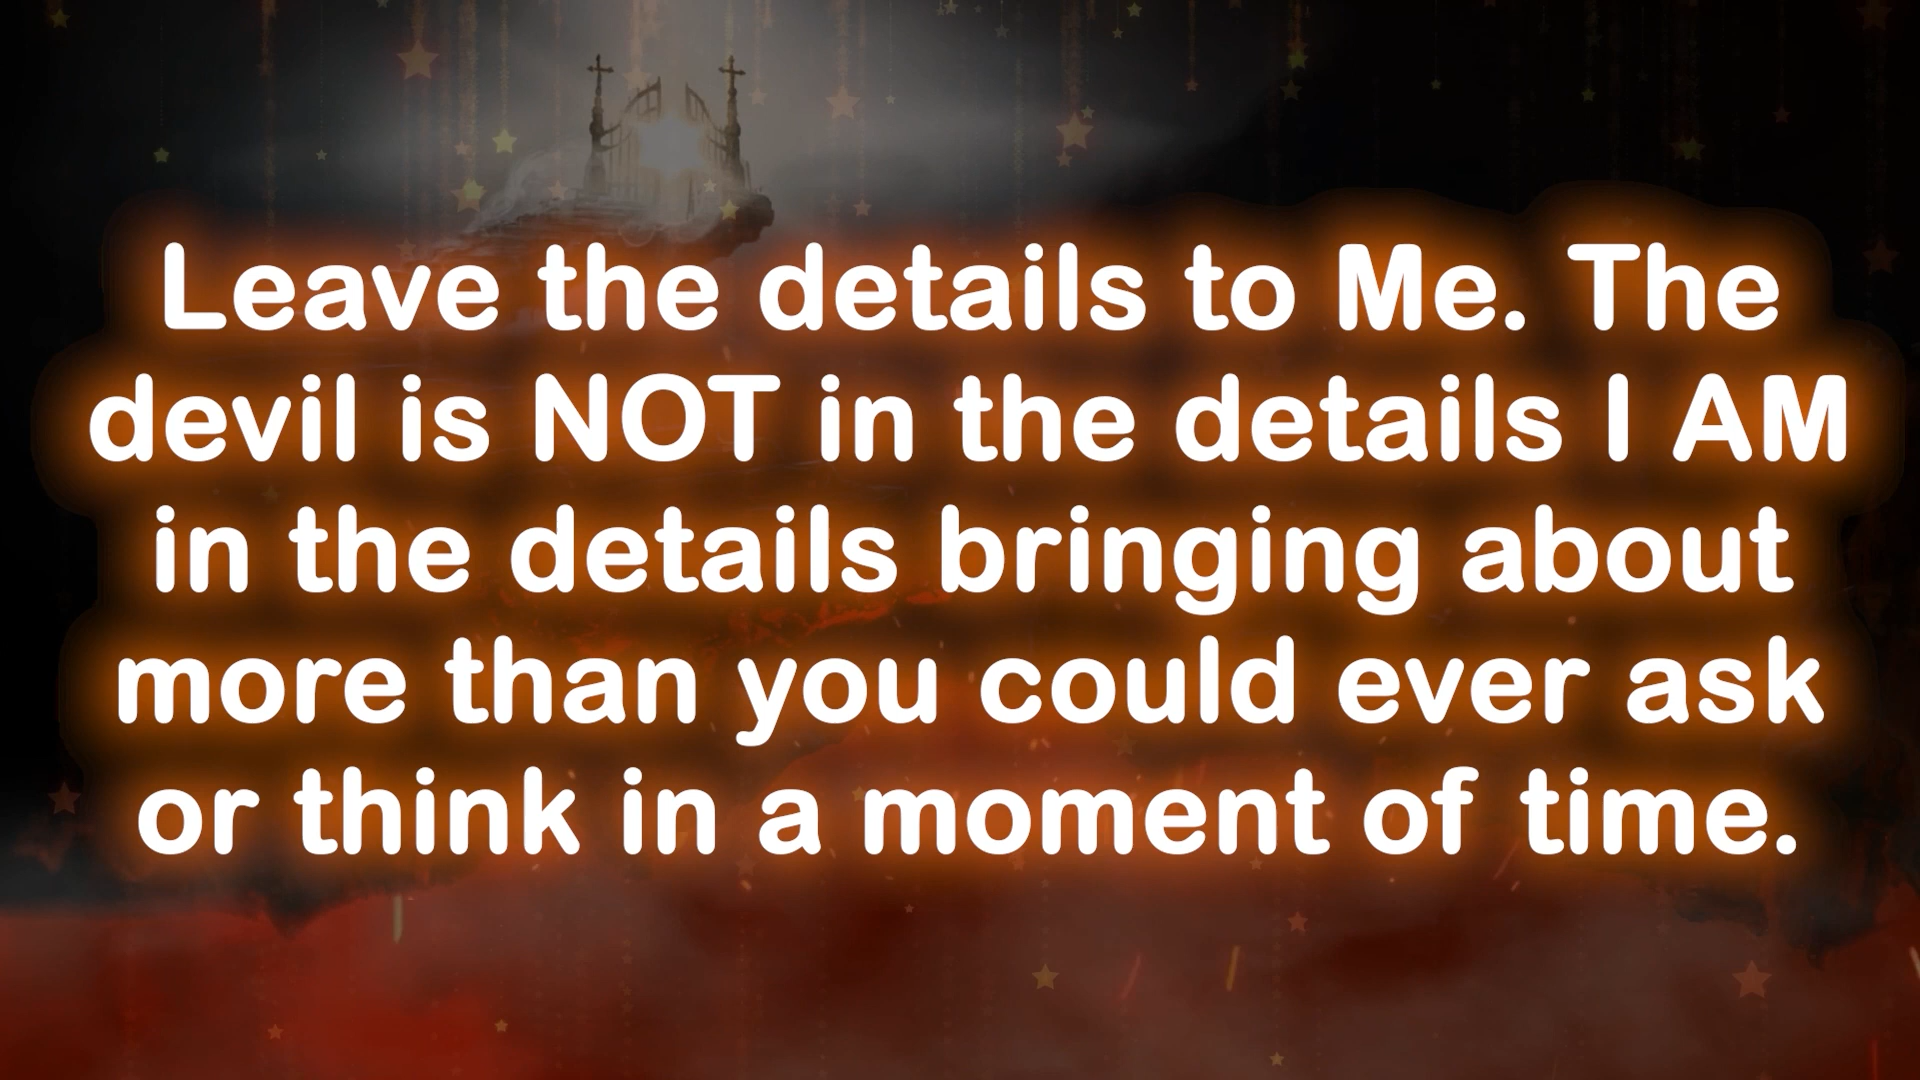 Leave the details to Me. The
devil is NOT in the details I AM
in the details bringing about
more than you could ever ask
or think in a moment of time.